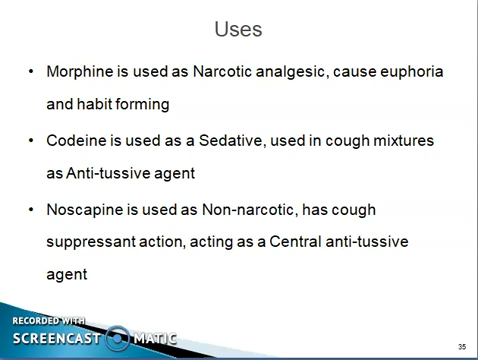 Uses
• Morphine is used as Narcotic analgesic, cause euphoria
and habit forming
• Codeine is used as a Sedative, used in cough mixtures
as Anti-tussive agent
• Noscapine is used as Non-narcotic, has cough
suppressant action, acting as a Central anti-tussive
agent
RECORDED WITH
SCREENCAST MATIC
35